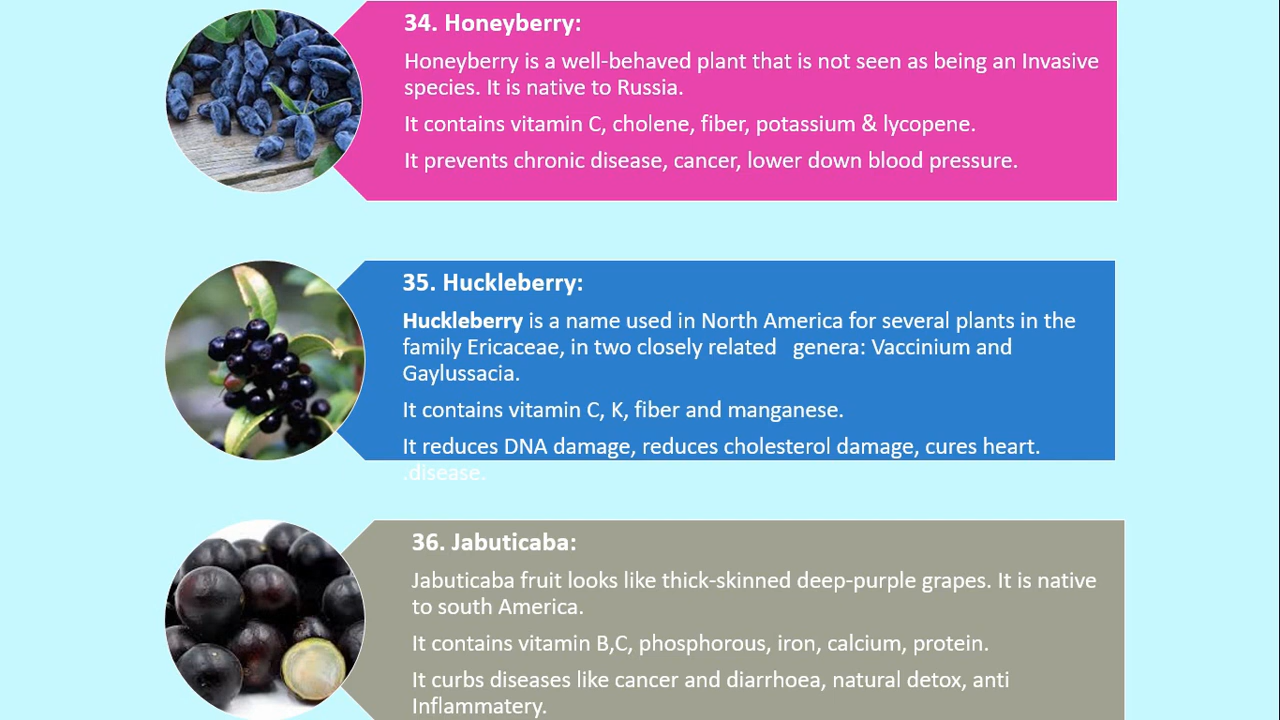 34. Honeyberry:
Honeyberry is a well-behaved plant that is not seen as being an Invasive
species. It is native to Russia.
It contains vitamin C, cholene, fiber, potassium & lycopene.
It prevents chronic disease, cancer, lower down blood pressure.
35. Huckleberry:
Huckleberry is a name used in North America for several plants in the
family Ericaceae, in two closely related   genera: Vaccinium and
Gaylussacia.
It contains vitamin C, K, fiber and manganese.
It reduces DNA damage, reduces cholesterol damage, cures heart.
.disease.
36. Jabuticaba:
Jabuticaba fruit looks like thick-skinned deep-purple grapes. It is native
to south America.
It contains vitamin B,C, phosphorous, iron, calcium, protein.
It curbs diseases like cancer and diarrhoea, natural detox, anti
Inflammatery.